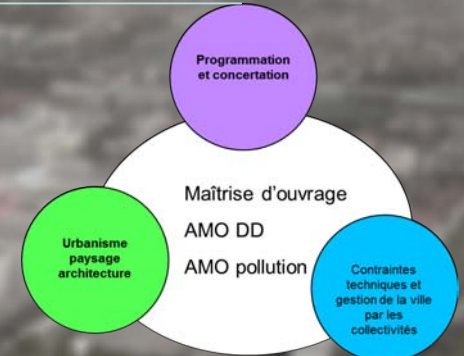 Programmation
et concertation
Maîtrise d'ouvrage
AMO DD
AMO pollution
Urbanisme
paysage
architecture
Contraintes
techniques et
gestion de la ville
par les
collectivités